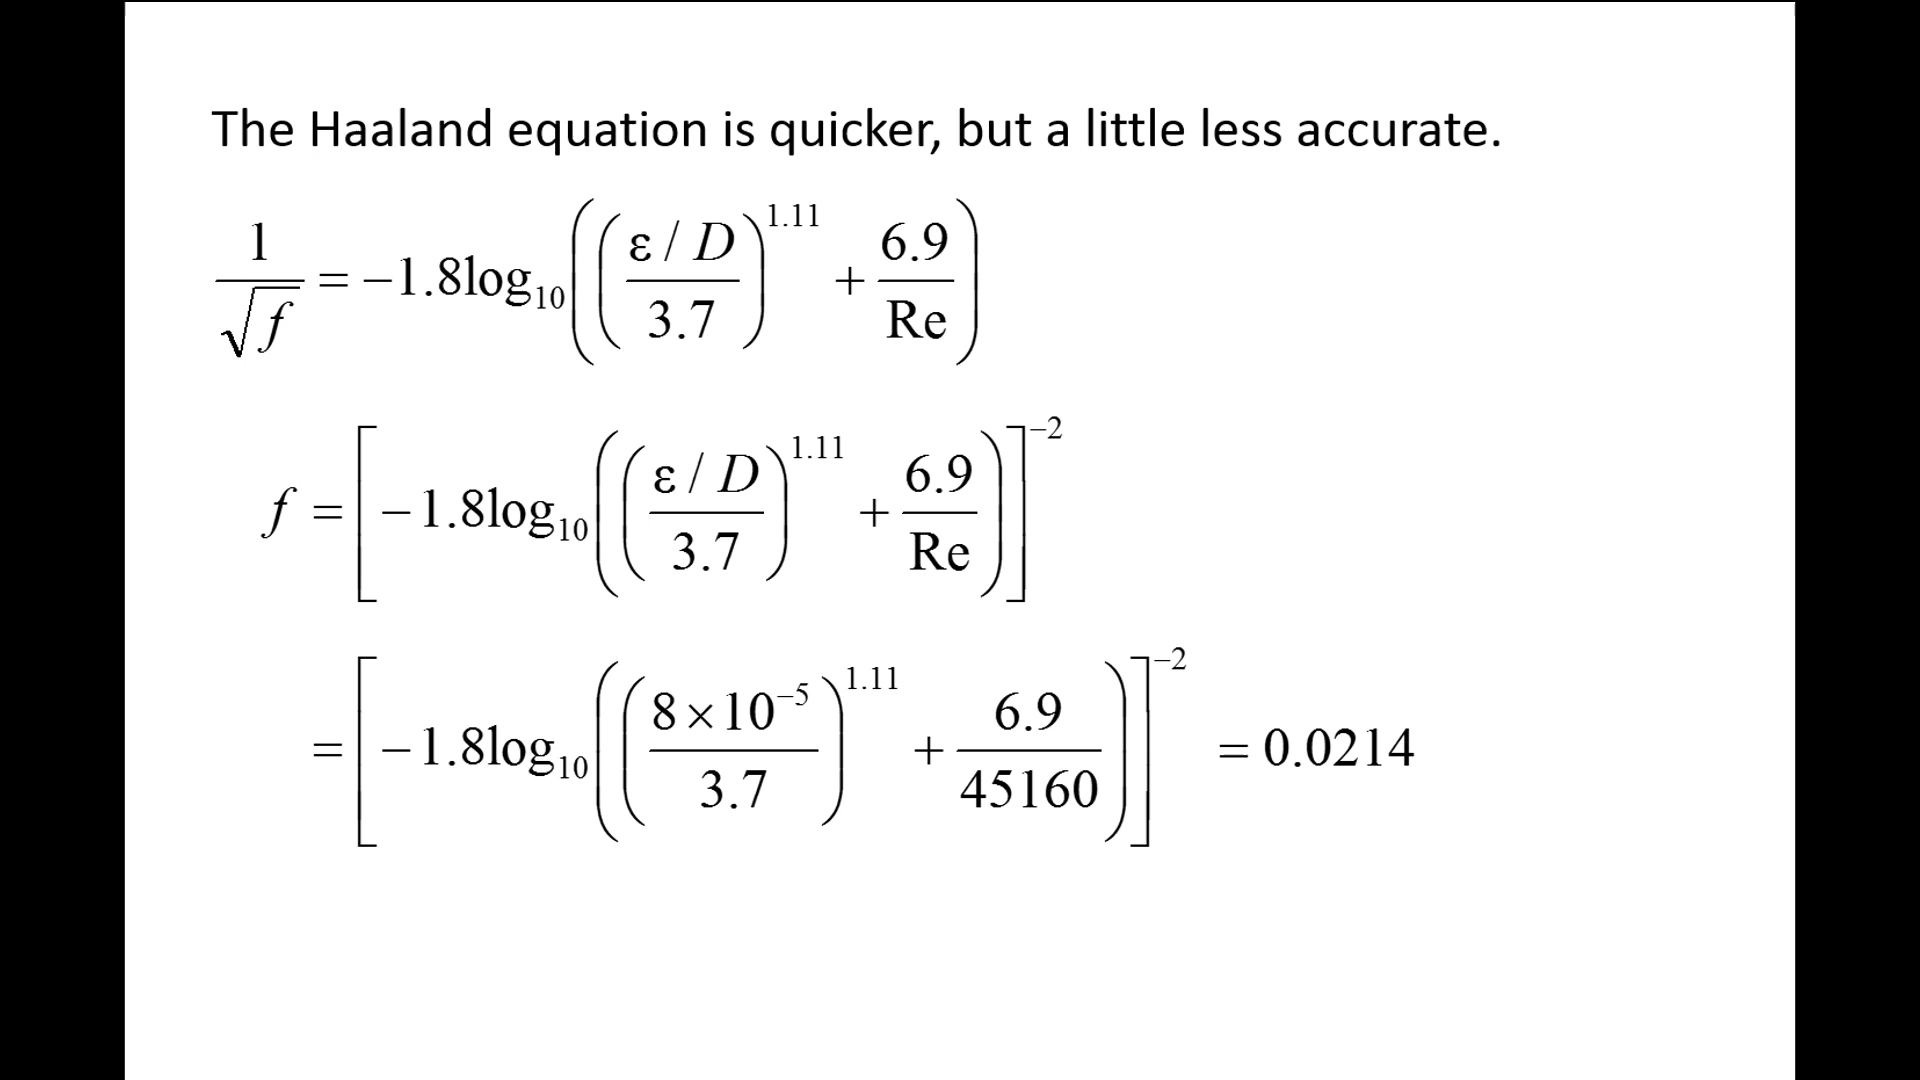 The Haaland equation is quicker, but a little less accurate.
1/√f = −1.8log₁₀(((ε / D)/3.7)^1.11 + 6.9/Re)
f = [−1.8log₁₀(((ε / D)/3.7)^1.11 + 6.9/Re)]^−2
= [−1.8log₁₀(((8×10^−5)/3.7)^1.11 + 6.9/45160)]^−2 = 0.0214